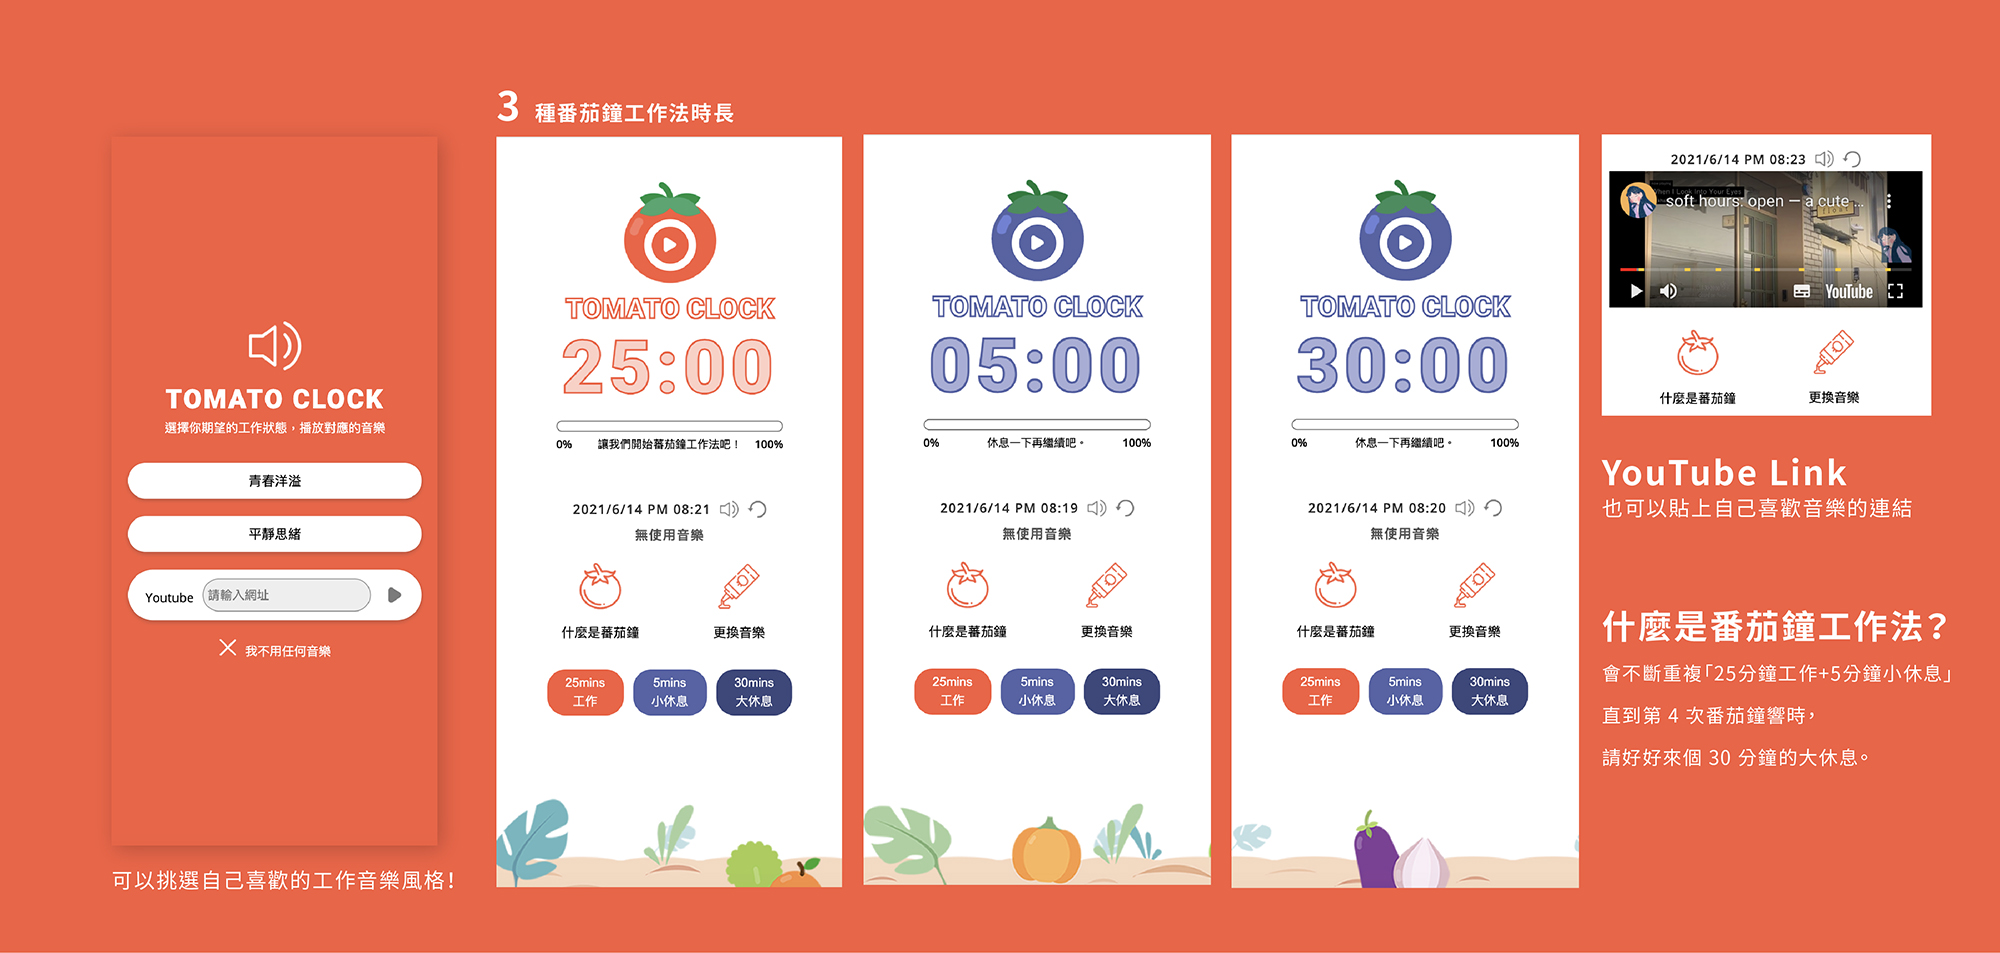 3 種番茄鐘工作法時長
TOMATO CLOCK
選擇你期望的工作狀態，播放對應的音樂
青春洋溢
平靜思緒
Youtube 請輸入網址
我不用任何音樂
可以挑選自己喜歡的工作音樂風格！
TOMATO CLOCK
25:00
0% 讓我們開始蕃茄鐘工作法吧！ 100%
2021/6/14 PM 08:21
無使用音樂
什麼是蕃茄鐘 更換音樂
25mins 5mins 30mins
工作 小休息 大休息
TOMATO CLOCK
05:00
0% 休息一下再繼續吧。 100%
2021/6/14 PM 08:19
無使用音樂
什麼是蕃茄鐘 更換音樂
25mins 5mins 30mins
工作 小休息 大休息
TOMATO CLOCK
30:00
0% 休息一下再繼續吧。 100%
2021/6/14 PM 08:20
無使用音樂
什麼是蕃茄鐘 更換音樂
25mins 5mins 30mins
工作 小休息 大休息
2021/6/14 PM 08:23
When I Look Into Your Eyes
soft hours: open — a cute ...
YouTube
什麼是蕃茄鐘 更換音樂
YouTube Link
也可以貼上自己喜歡音樂的連結
什麼是番茄鐘工作法？
會不斷重複「25分鐘工作+5分鐘小休息」
直到第 4 次番茄鐘響時，
請好好來個 30 分鐘的大休息。